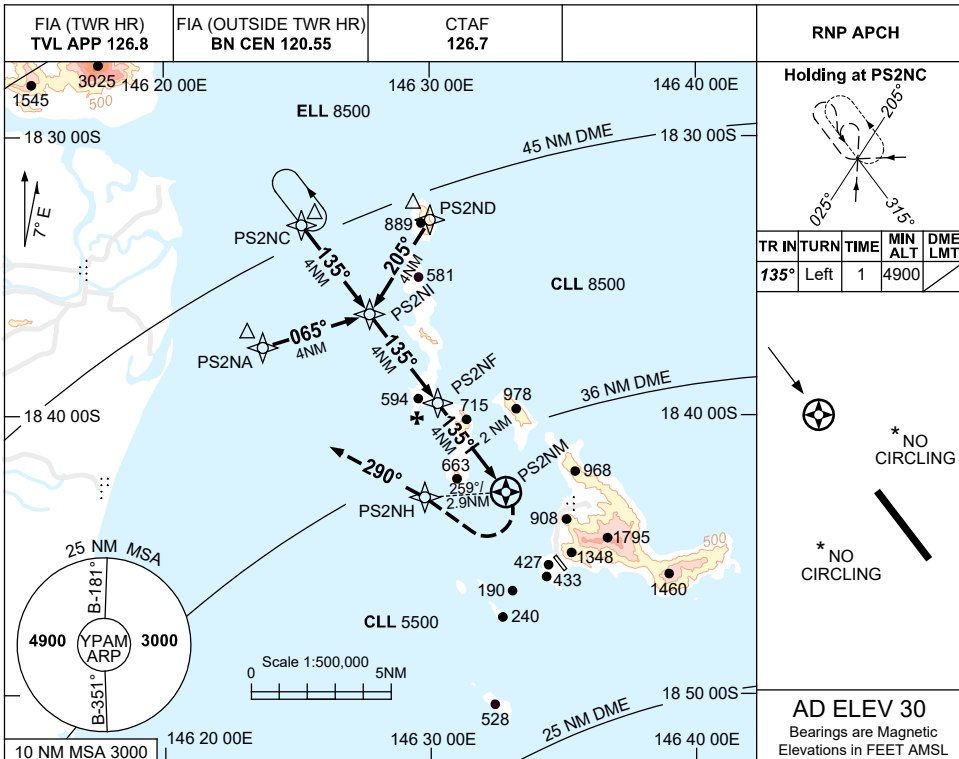 FIA (TWR HR)
TVL APP 126.8
FIA (OUTSIDE TWR HR)
BN CEN 120.55
CTAF
126.7
RNP APCH
3025
1545
500
146 20 00E
146 30 00E
146 40 00E
ELL 8500
18 30 00S
45 NM DME
18 30 00S
7° E
PS2NC
889
PS2ND
135°
4NM
205°
4NM
581
CLL 8500
PS2NI
065°
4NM
PS2NA
135°
4NM
PS2NF
36 NM DME
18 40 00S
594
715
978
18 40 00S
135°
4NM
2 NM
PS2NM
290°
663
259°/
2.9NM
968
PS2NH
908
1795
500
25 NM MSA
B-181°
427
1348
433
1460
190
240
4900
YPAM
ARP
3000
CLL 5500
B-351°
Scale 1:500,000
0
5NM
18 50 00S
528
25 NM DME
10 NM MSA 3000
146 20 00E
146 30 00E
146 40 00E
Holding at PS2NC
205°
025°
315°
TR IN TURN TIME MIN ALT DME LMT
135° Left 1 4900
*NO
CIRCLING
*NO
CIRCLING
AD ELEV 30
Bearings are Magnetic
Elevations in FEET AMSL